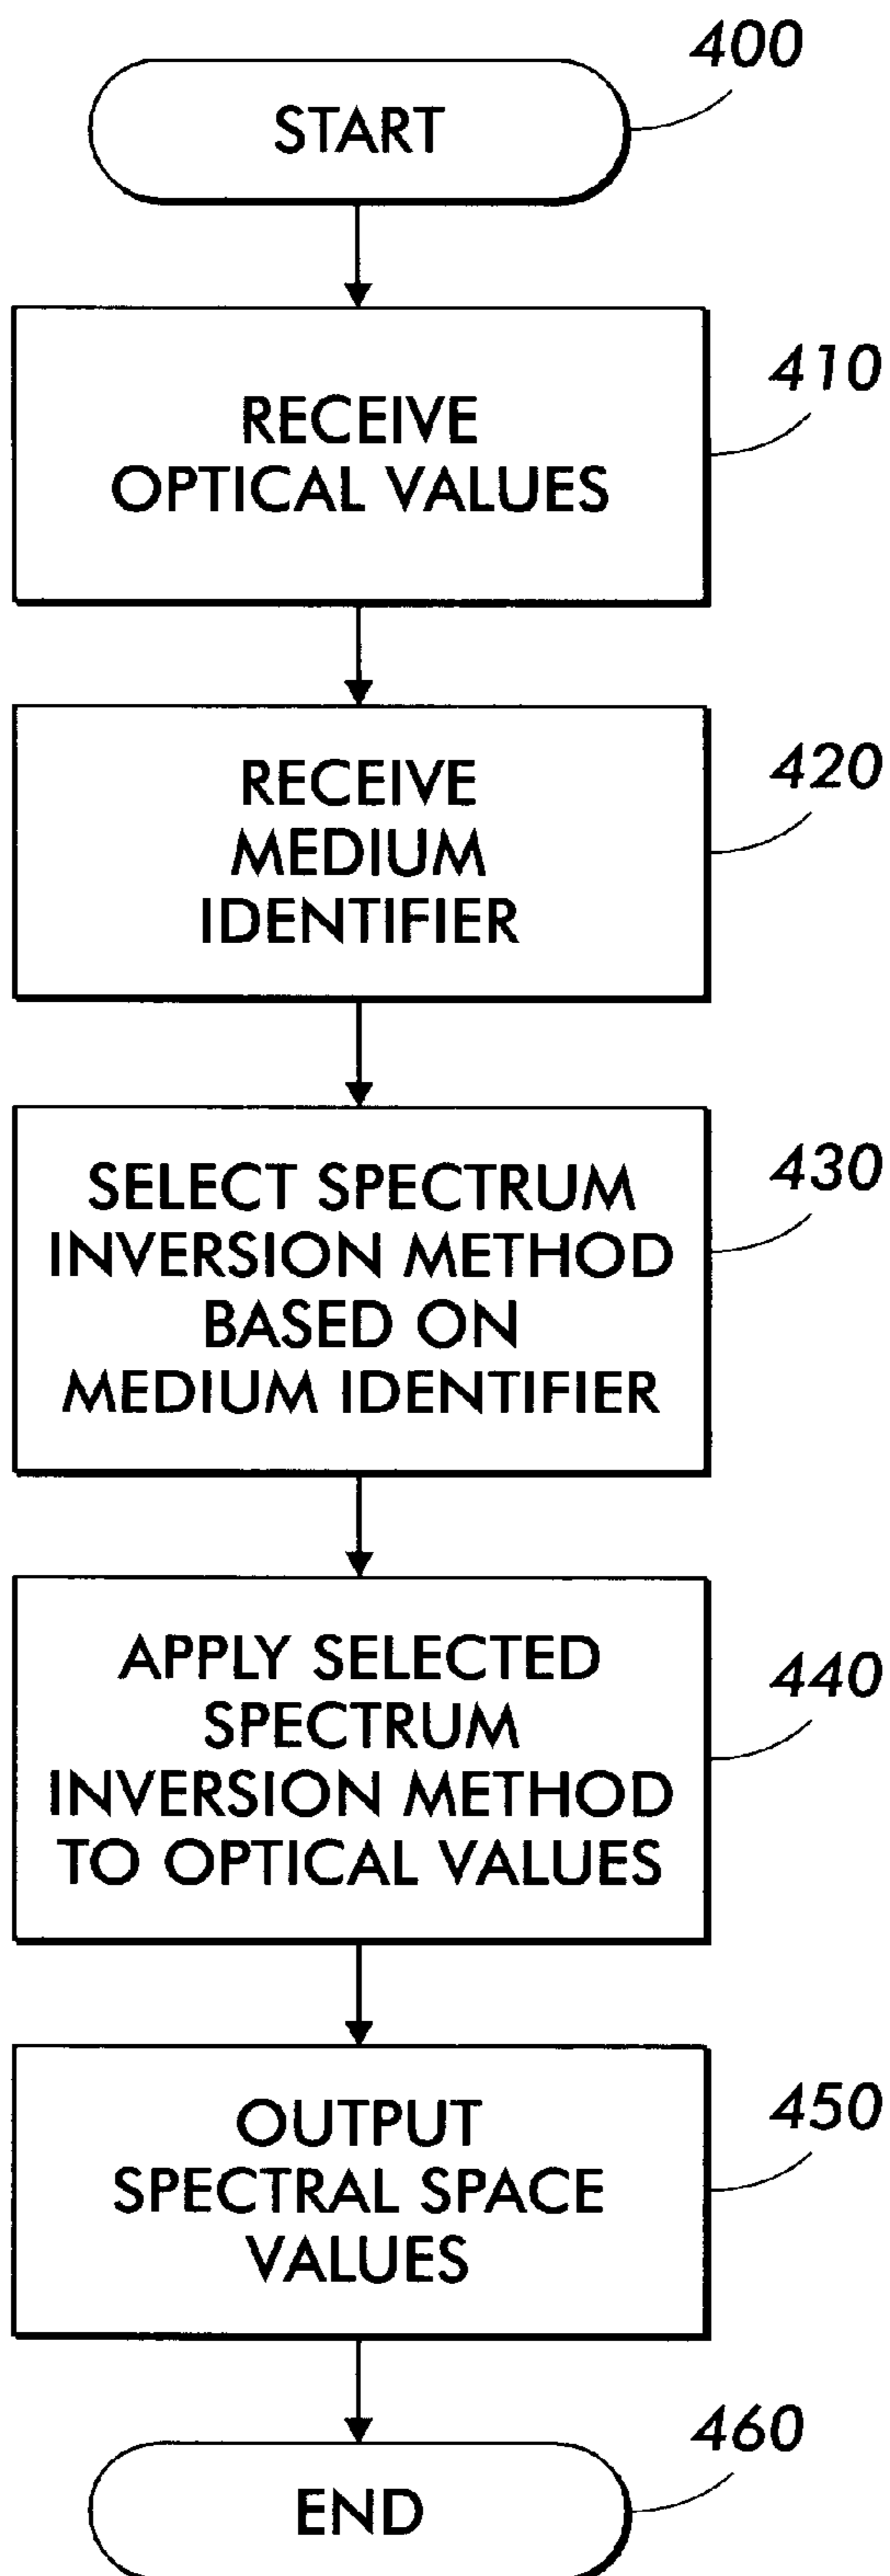 400
START
410
RECEIVE
OPTICAL VALUES
420
RECEIVE
MEDIUM
IDENTIFIER
430
SELECT SPECTRUM
INVERSION METHOD
BASED ON
MEDIUM IDENTIFIER
440
APPLY SELECTED
SPECTRUM
INVERSION METHOD
TO OPTICAL VALUES
450
OUTPUT
SPECTRAL SPACE
VALUES
460
END